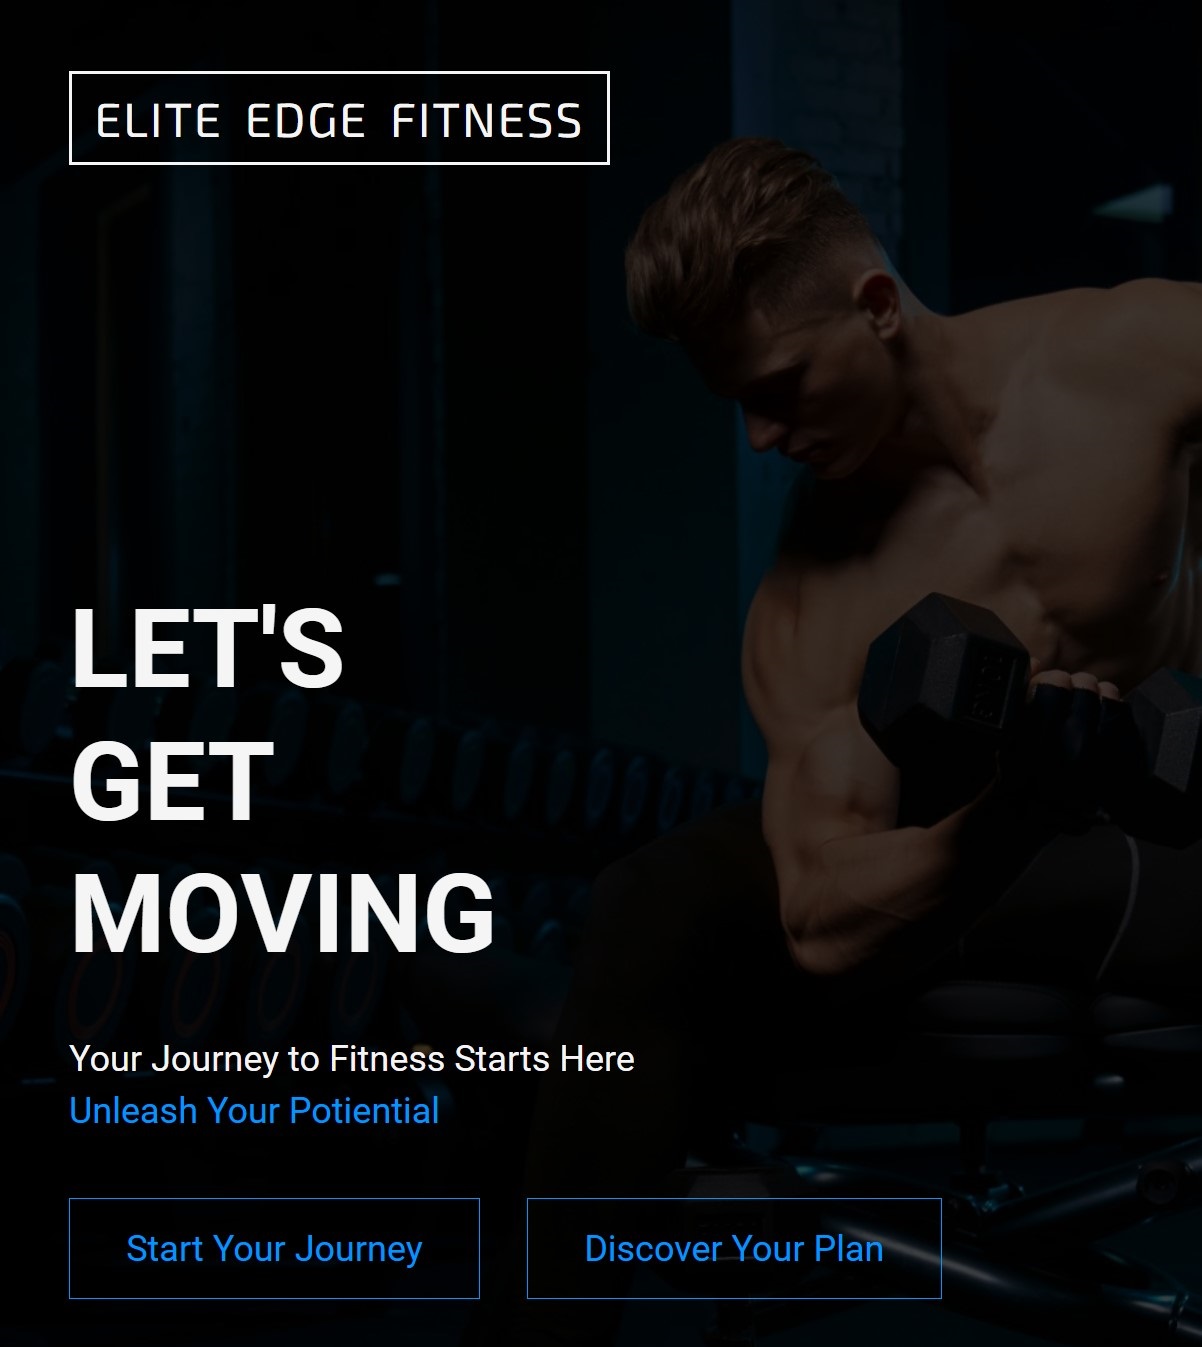 ELITE EDGE FITNESS
LET'S
GET
MOVING
Your Journey to Fitness Starts Here
Unleash Your Potiential
Start Your Journey
Discover Your Plan